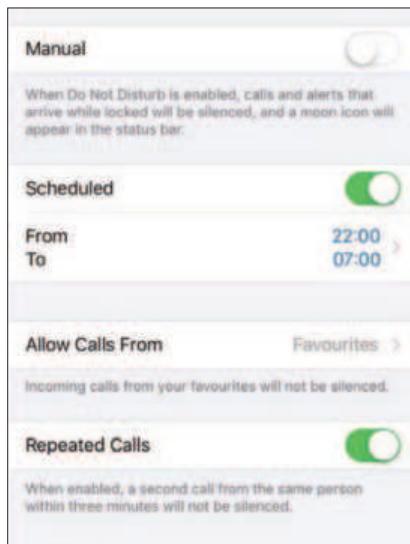 Manual
When Do Not Disturb is enabled, calls and alerts that
arrive while locked will be silenced, and a moon icon will
appear in the status bar.
Scheduled
From 22:00
To 07:00
Allow Calls From Favourites
Incoming calls from your favourites will not be silenced.
Repeated Calls
When enabled, a second call from the same person
within three minutes will not be silenced.